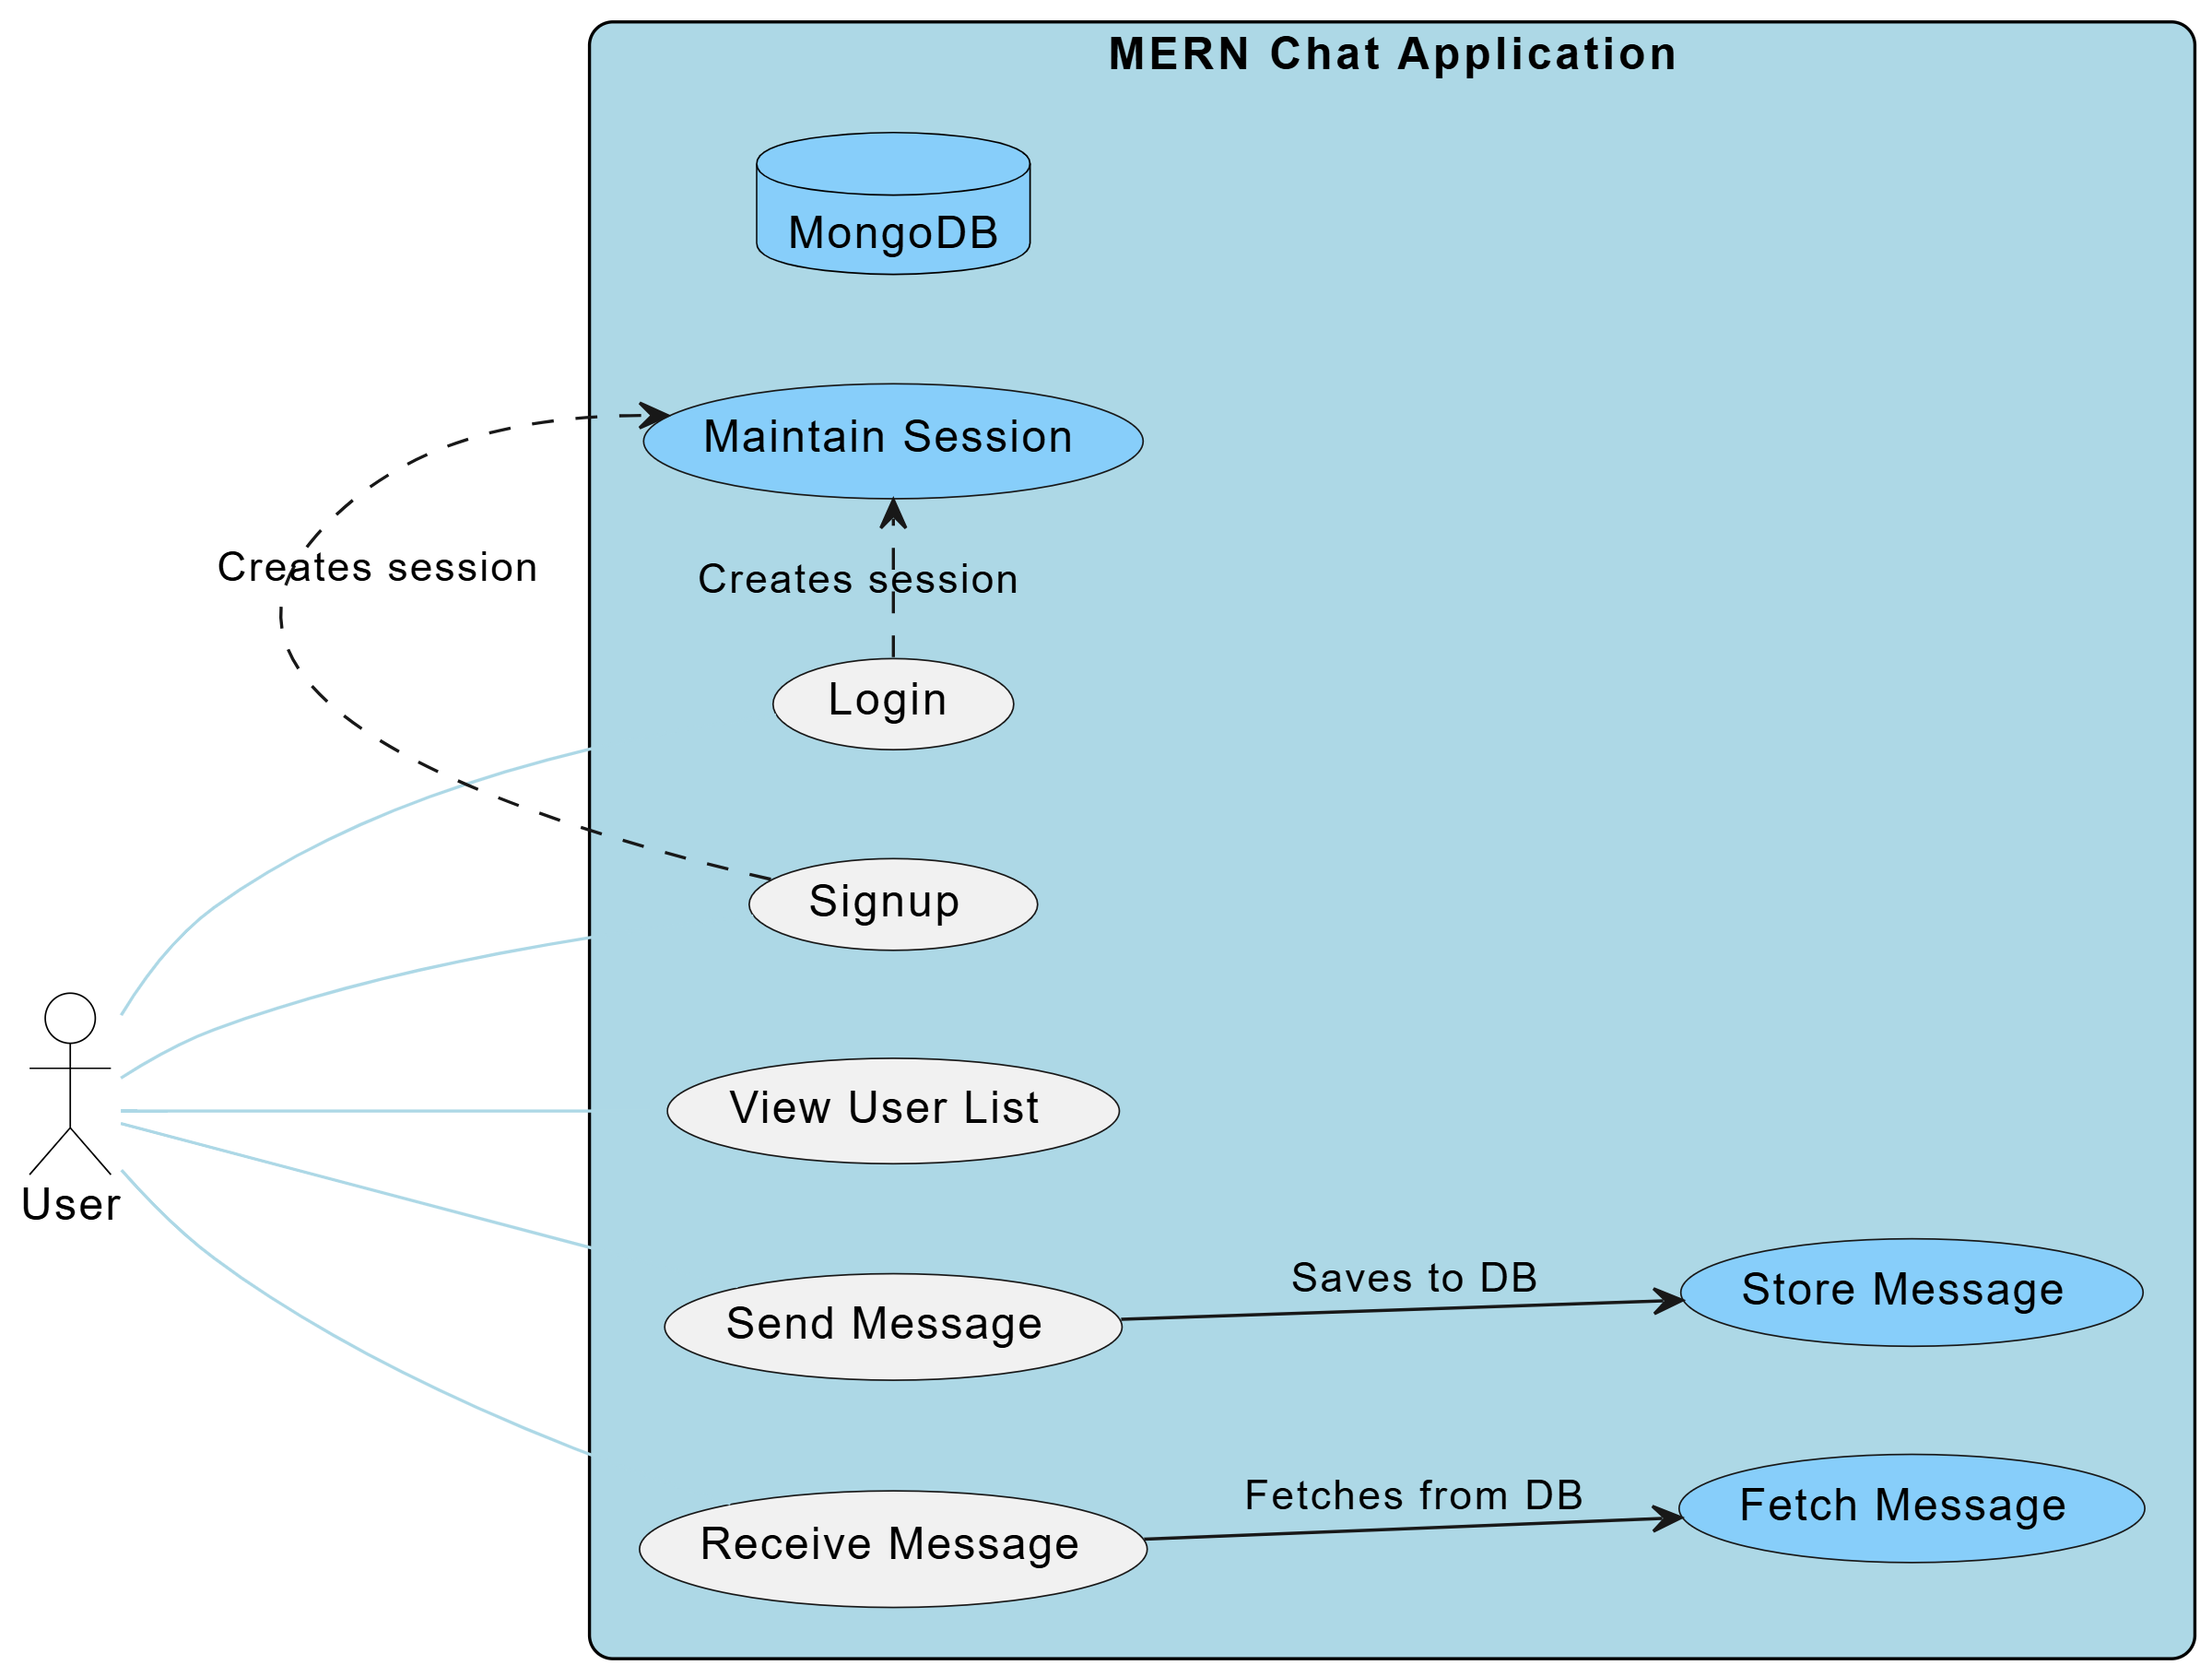 MERN Chat Application
MongoDB
Maintain Session
Creates session
Creates session
Login
Signup
View User List
User
Send Message
Saves to DB
Store Message
Receive Message
Fetches from DB
Fetch Message